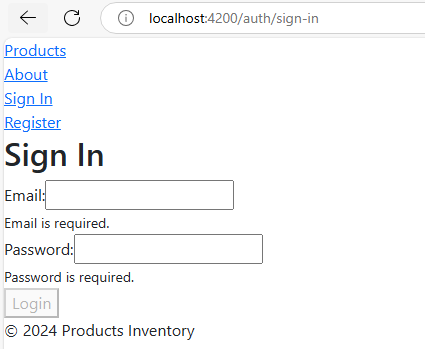 localhost:4200/auth/sign-in
Products
About
Sign In
Register
Sign In
Email:
Email is required.
Password:
Password is required.
Login
© 2024 Products Inventory